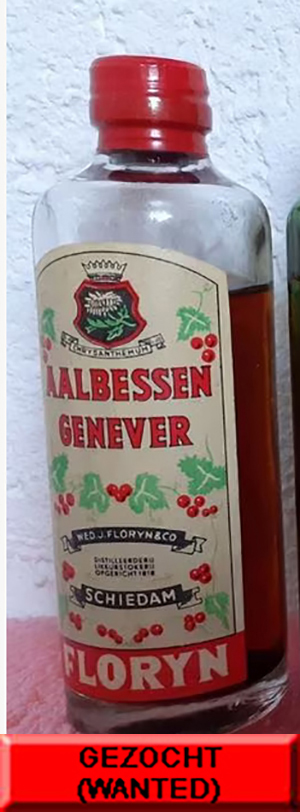 CHRYSANTHEMUM
AALBESSEN
GENEVER
WED. J. FLORYN & CO
DISTILLEERDERIJ
LIKEURSTOKERIJ
OPGERICHT 1818
SCHIEDAM
FLORYN
GEZOCHT
(WANTED)